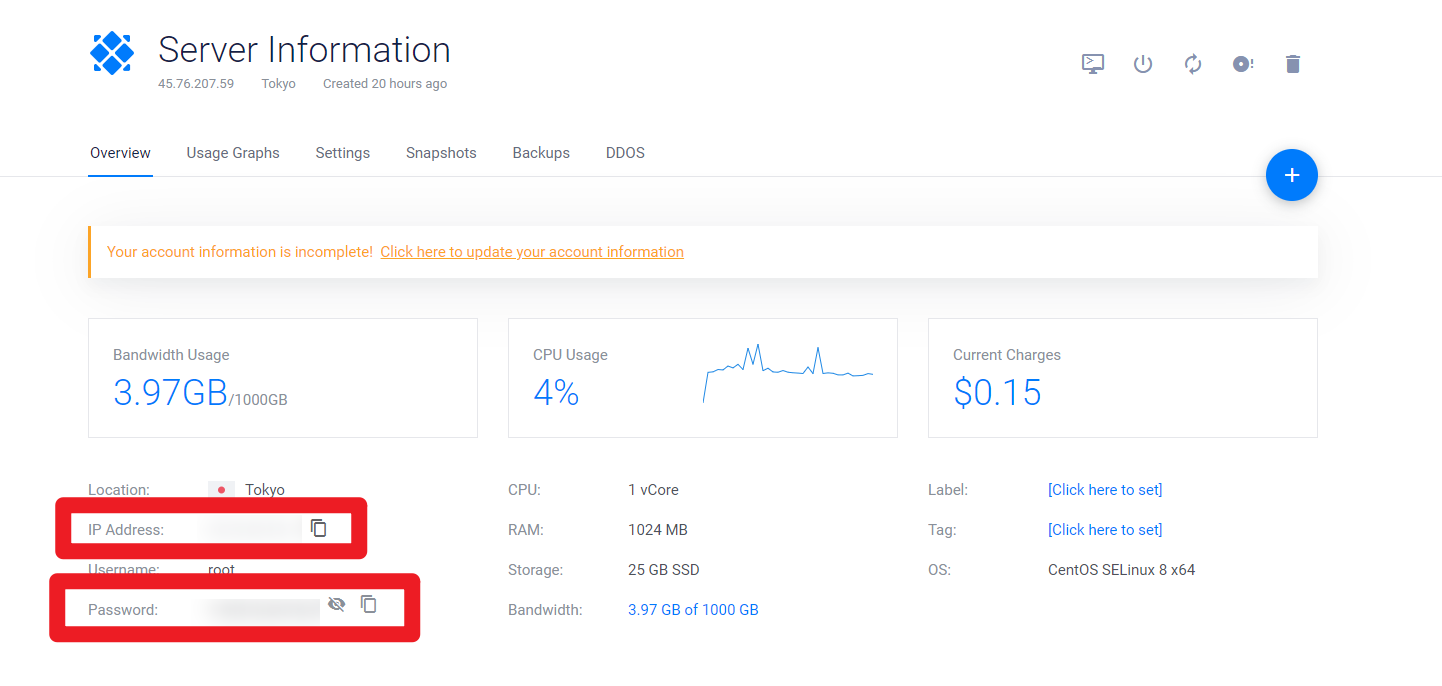 Server Information
45.76.207.59 Tokyo Created 20 hours ago
Overview Usage Graphs Settings Snapshots Backups DDOS
Your account information is incomplete! Click here to update your account information
Bandwidth Usage
3.97GB/1000GB
CPU Usage
4%
Current Charges
$0.15
Location: Tokyo
IP Address:
Username: root
Password:
CPU: 1 vCore
RAM: 1024 MB
Storage: 25 GB SSD
Bandwidth: 3.97 GB of 1000 GB
Label: [Click here to set]
Tag: [Click here to set]
OS: CentOS SELinux 8 x64